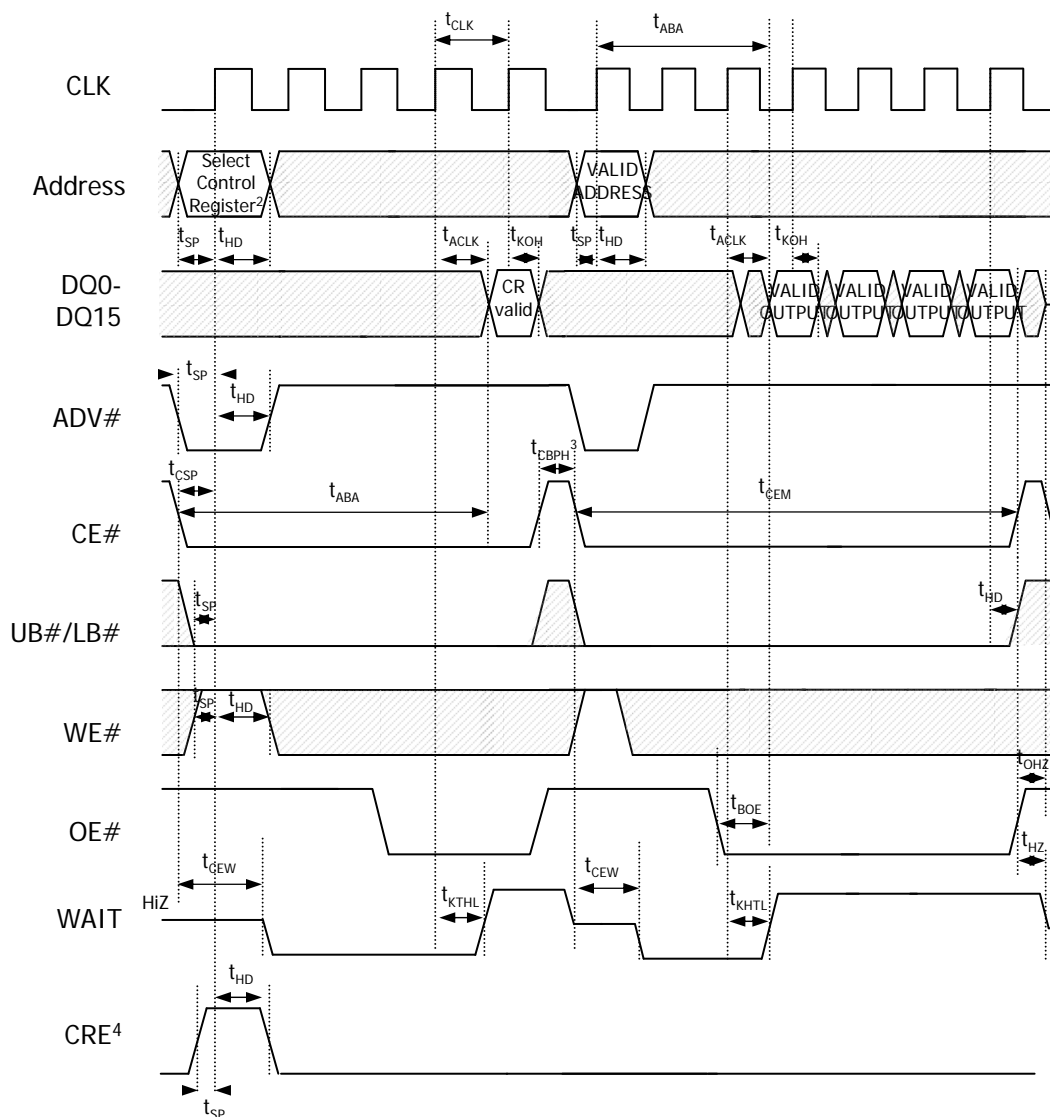 tCLK
tABA
CLK
Address
Select
Control
Register2
VALID
ADDRESS
tSP
tHD
tACLK
tKOH
tSP
tHD
tACLK
tKOH
DQ0-
DQ15
CR
valid
VALID
OUTPUT
VALID
OUTPUT
VALID
OUTPUT
VALID
OUTPUT
tSP
tHD
ADV#
tCBPH3
tCSP
tABA
tCEM
CE#
tSP
tHD
UB#/LB#
tSP
tHD
WE#
tOHZ
tBOE
OE#
tHZ
tCEW
tCEW
HiZ
WAIT
tKTHL
tKHTL
tHD
CRE4
tSP